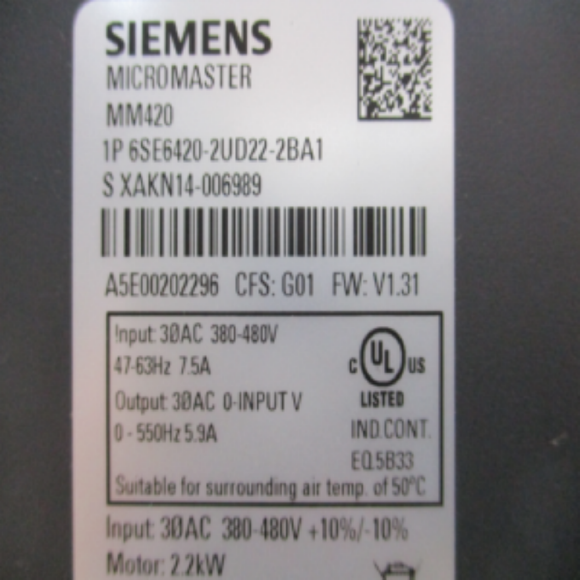 SIEMENS
MICROMASTER
MM420
1P 6SE6420-2UD22-2BA1
S XAKN14-006989
A5E00202296 CFS: G01 FW: V1.31
Input: 3ØAC 380-480V
47-63Hz 7.5A
Output: 3ØAC 0-INPUT V
0 - 550Hz 5.9A
C UL US
LISTED
IND.CONT.
EQ.5B33
Suitable for surrounding air temp. of 50°C
Input: 3ØAC 380-480V +10%/-10%
Motor: 2.2kW